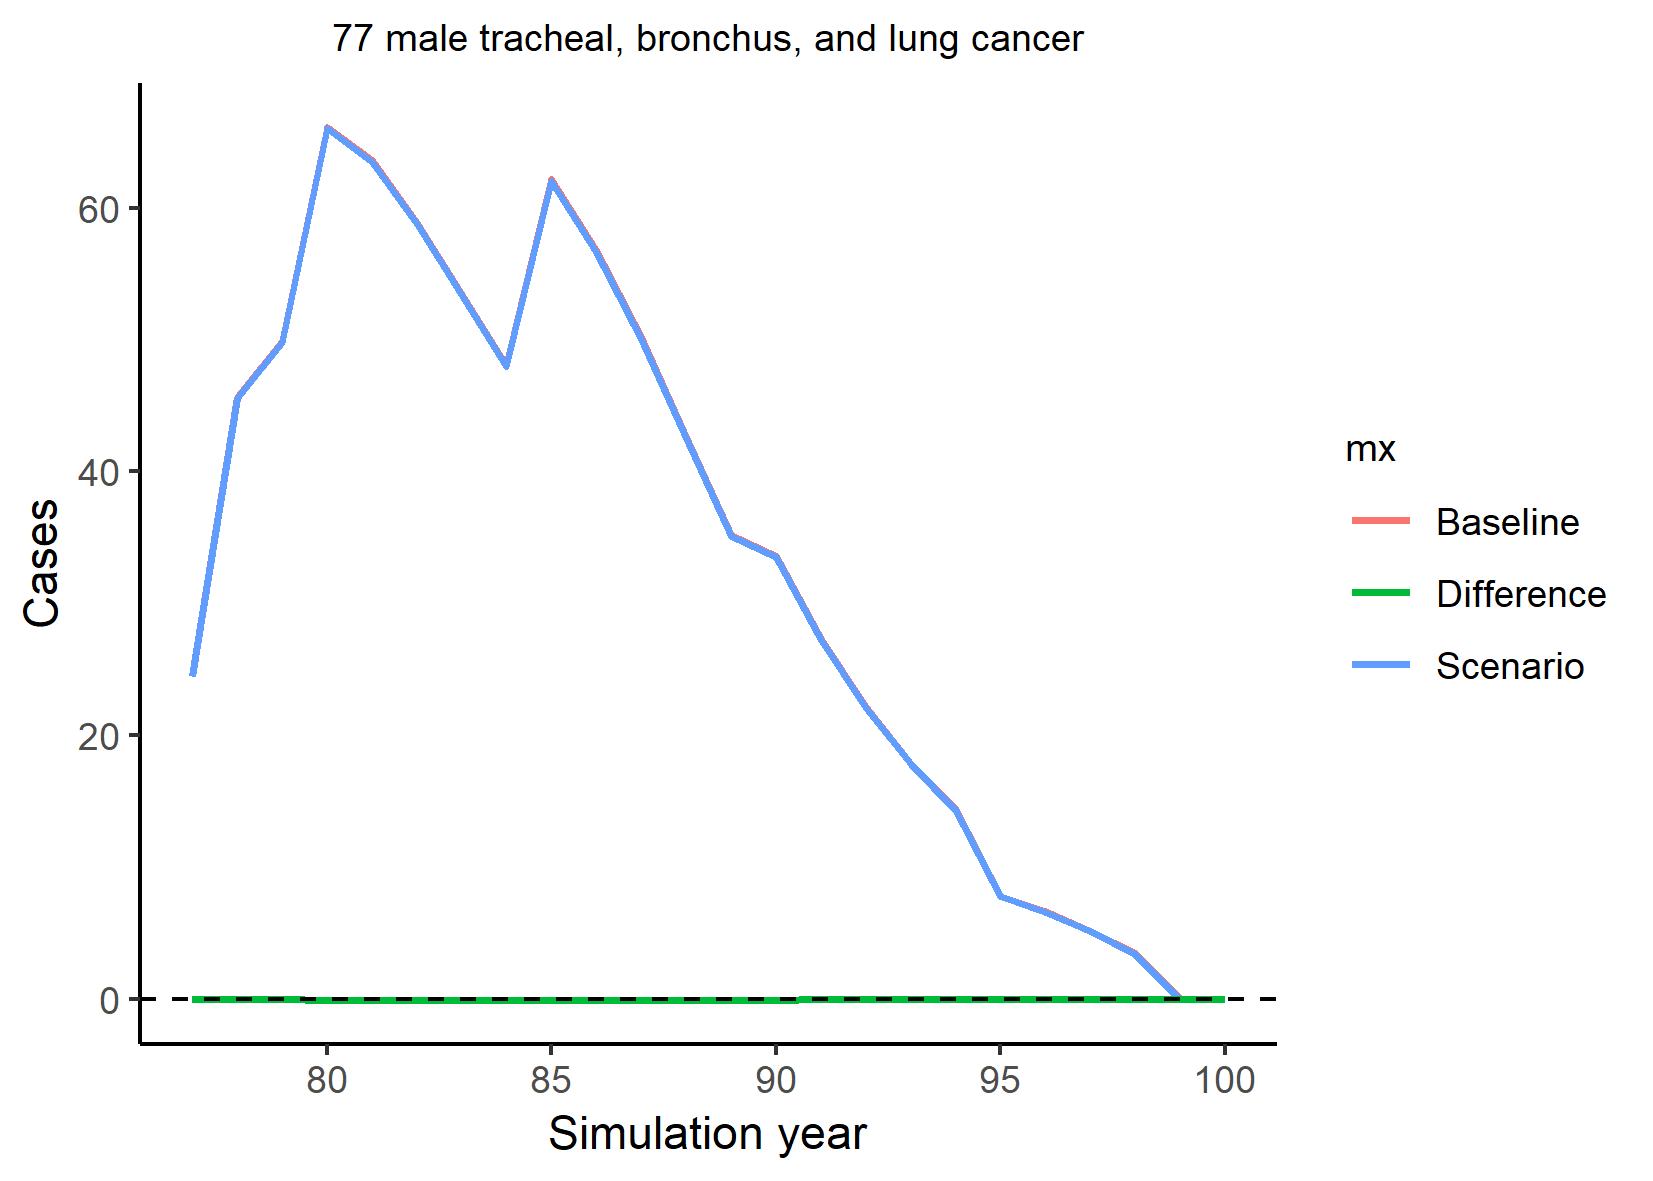 77 male tracheal, bronchus, and lung cancer
60
40
20
0
Cases
80 85 90 95 100
Simulation year
mx
Baseline
Difference
Scenario